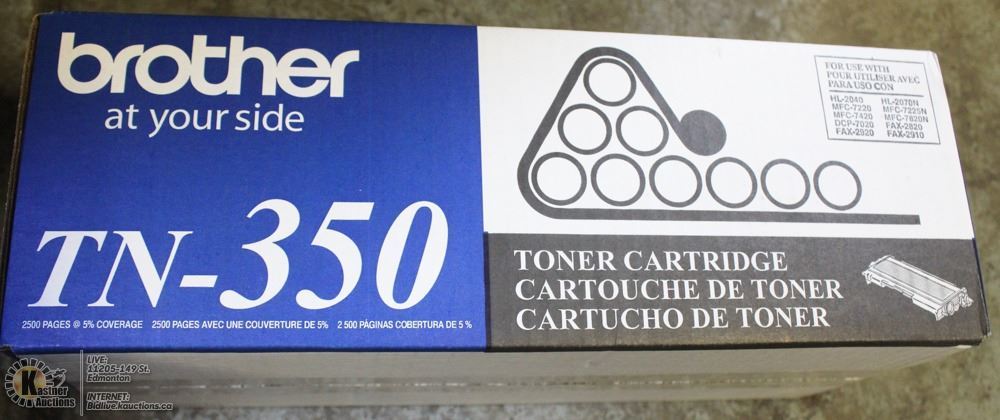 brother
at your side
TN-350
2500 PAGES @ 5% COVERAGE 2500 PAGES AVEC UNE COUVERTURE DE 5% 2 500 PÁGINAS COBERTURA DE 5 %
FOR USE WITH
POUR UTILISER AVEC
PARA USO CON
HL-2040 HL-2070N
MFC-7220 MFC-7225N
MFC-7420 MFC-7820N
DCP-7020 FAX-2820
FAX-2920 FAX-2910
TONER CARTRIDGE
CARTOUCHE DE TONER
CARTUCHO DE TONER
Kastner
Auctions
LIVE:
11205-149 St.
Edmonton
INTERNET:
Bidlive.kauctions.ca